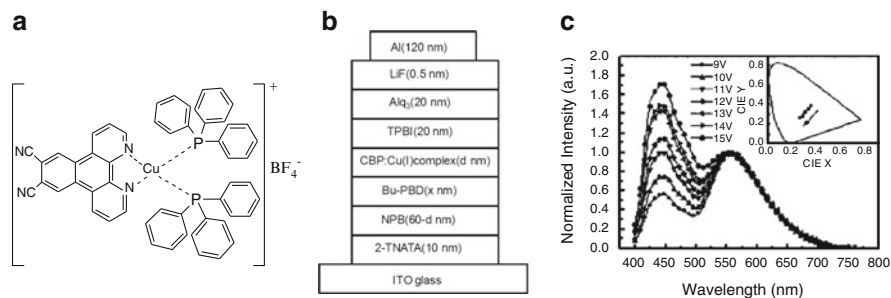 a
NC
NC
N
N
Cu
P
P
+
BF4-
b
Al(120 nm)
LiF(0.5 nm)
Alq3(20 nm)
TPBI(20 nm)
CBP:Cu(I)complex(d nm)
Bu-PBD(x nm)
NPB(60-d nm)
2-TNATA(10 nm)
ITO glass
c
Normalized Intensity (a.u.)
2.0
1.8
1.6
1.4
1.2
1.0
0.8
0.6
0.4
0.2
0.0
9V
10V
11V
12V
13V
14V
15V
CIE Y
0.8
0.6
0.4
0.2
0.0
0.0 0.2 0.4 0.6 0.8
CIE X
400 450 500 550 600 650 700 750 800
Wavelength (nm)